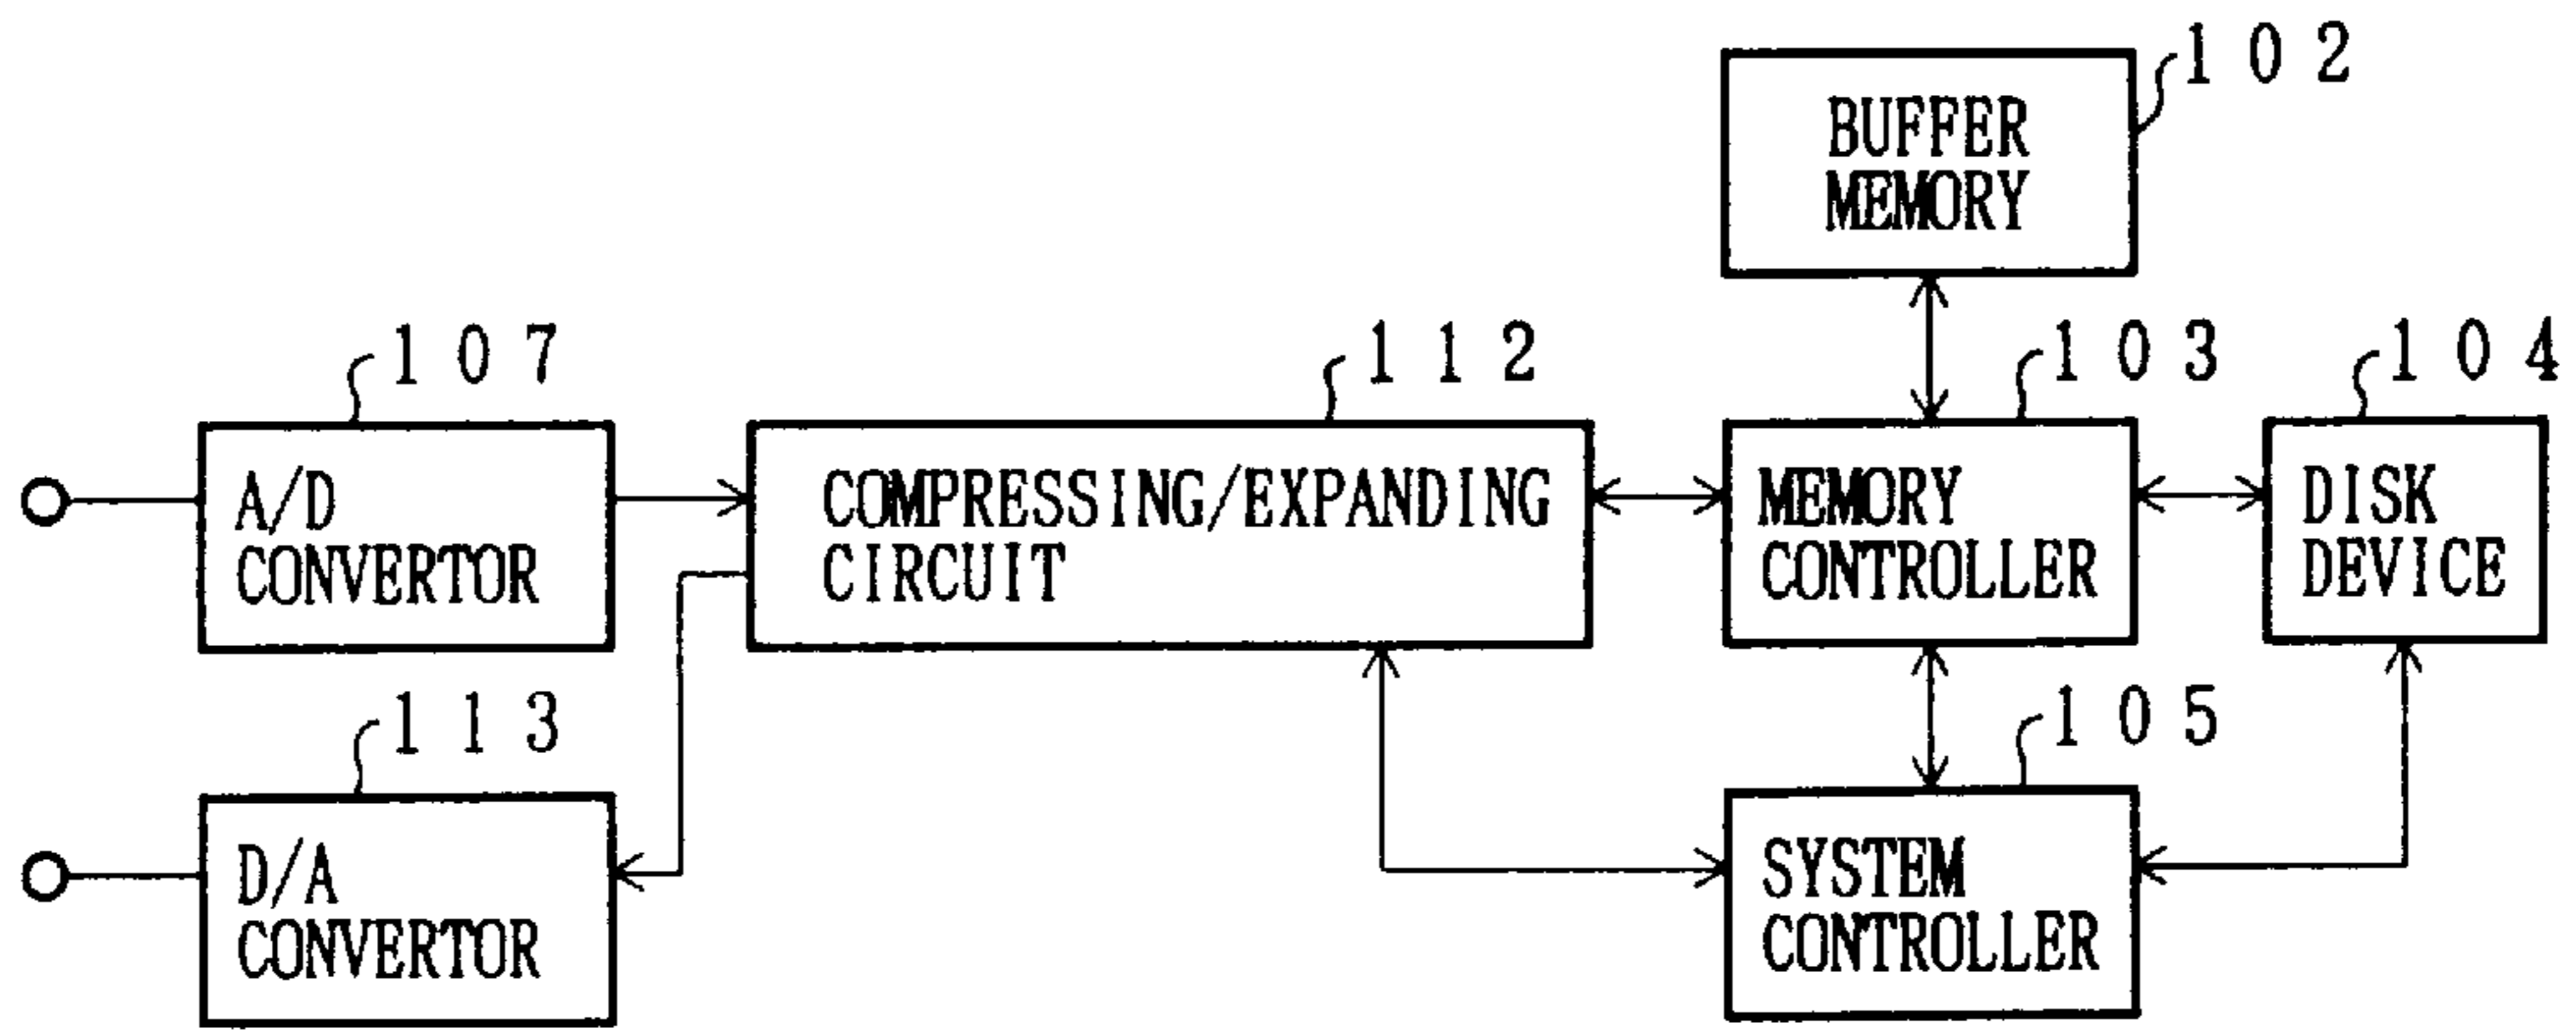 102
BUFFER
MEMORY
107
112
103
104
A/D
CONVERTOR
COMPRESSING/EXPANDING
CIRCUIT
MEMORY
CONTROLLER
DISK
DEVICE
113
105
D/A
CONVERTOR
SYSTEM
CONTROLLER